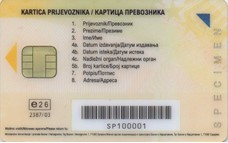 KARTICA PRIJEVOZNIKA / КАРТИЦА ПРЕВОЗНИКА
1. Prijevoznik/Превозник
2. Prezime/Презиме
3. Ime/Име
4a. Datum izdavanja/Датум издавања
4b. Datum isteka/Датум истека
4c. Nadležni organ/Надлежни орган
5b. Broj kartice/Број картице
7. Potpis/Потпис
8. Adresa/Адреса
SPECIMEN
e26
2387/03
SP100001